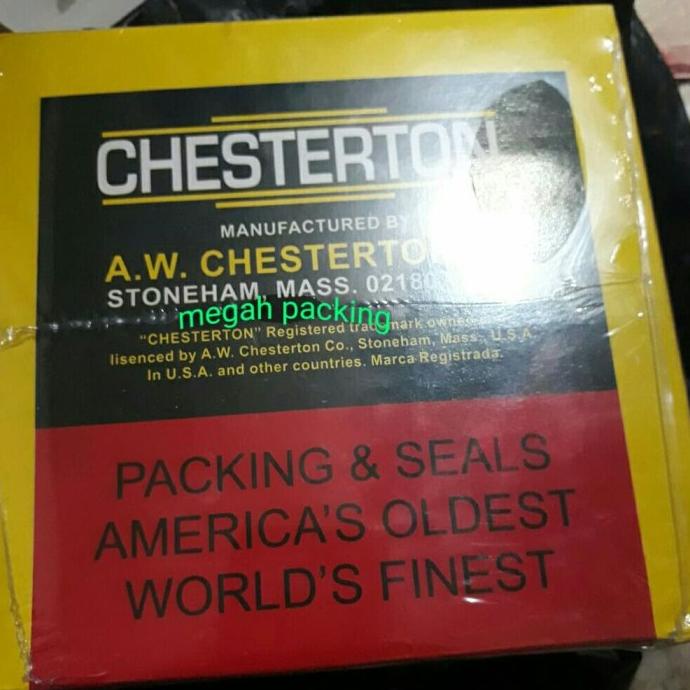 CHESTERTON
MANUFACTURED BY
A.W. CHESTERTO
STONEHAM, MASS. 02180
megah packing
"CHESTERTON" Registered trademark owned
lisenced by A.W. Chesterton Co., Stoneham, Mass., U.S.A.
In U.S.A. and other countries. Marca Registrada.
PACKING & SEALS
AMERICA'S OLDEST
WORLD'S FINEST